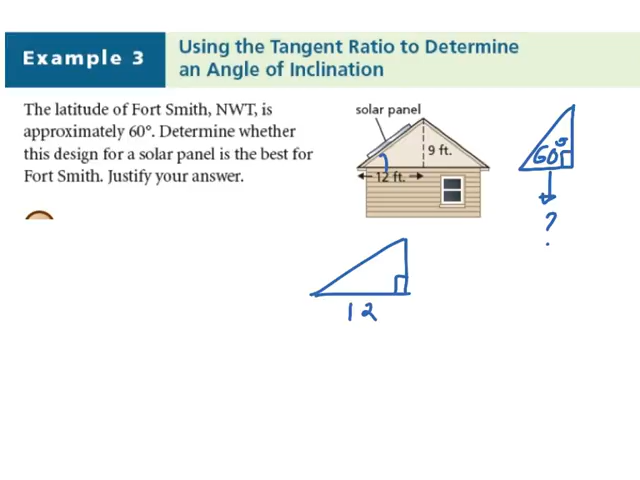 Example 3
Using the Tangent Ratio to Determine
an Angle of Inclination
The latitude of Fort Smith, NWT, is
approximately 60°. Determine whether
this design for a solar panel is the best for
Fort Smith. Justify your answer.
solar panel
9 ft.
12 ft.
60°
?
12